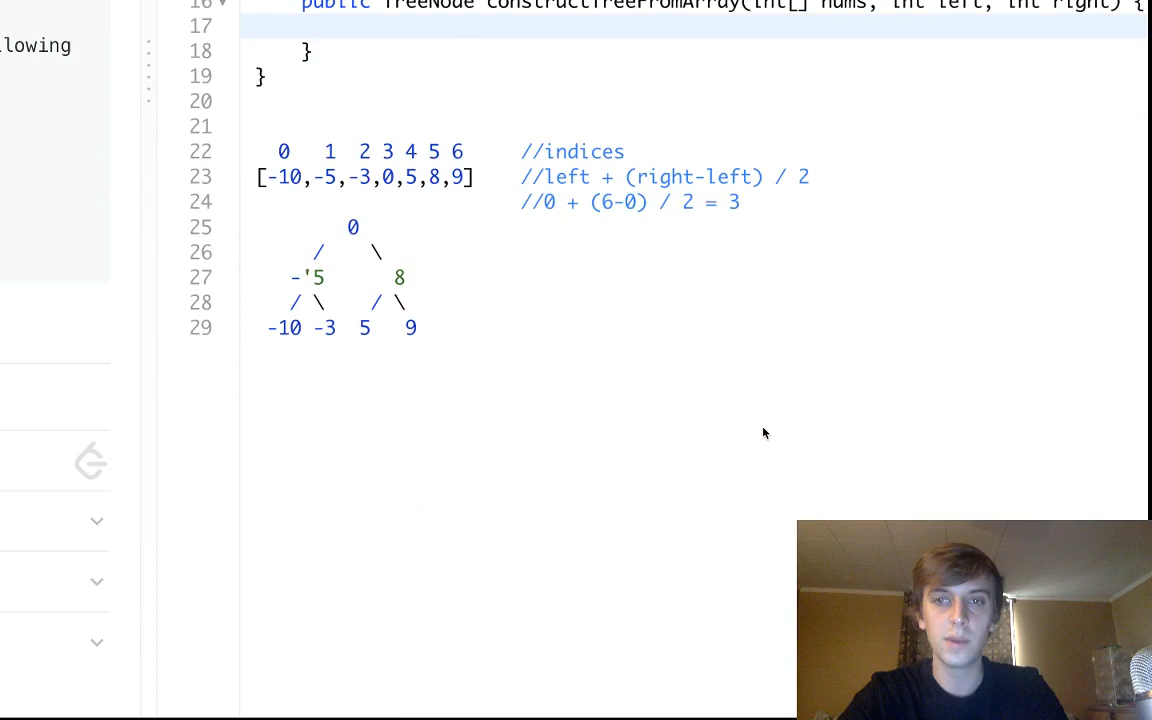 llowing
16 public TreeNode constructTreeFromArray(int[] nums, int left, int right) {
17
18 }
19 }
20
21
22 0 1 2 3 4 5 6 //indices
23 [-10,-5,-3,0,5,8,9] //left + (right-left) / 2
24 //0 + (6-0) / 2 = 3
25 0
26 / \
27 -'5 8
28 / \ / \
29 -10 -3 5 9